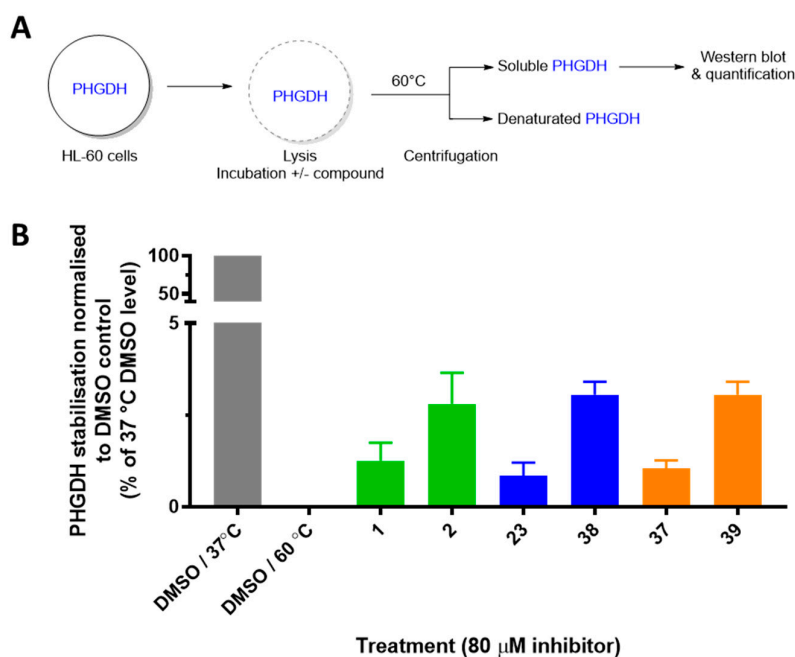 A
PHGDH
HL-60 cells
PHGDH
Lysis
Incubation +/- compound
60°C
Centrifugation
Soluble PHGDH
Denaturated PHGDH
Western blot
& quantification
B
PHGDH stabilisation normalised
to DMSO control
(% of 37 °C DMSO level)
100
50
5
0
DMSO / 37°C
DMSO / 60 °C
1
2
23
38
37
39
Treatment (80 μM inhibitor)